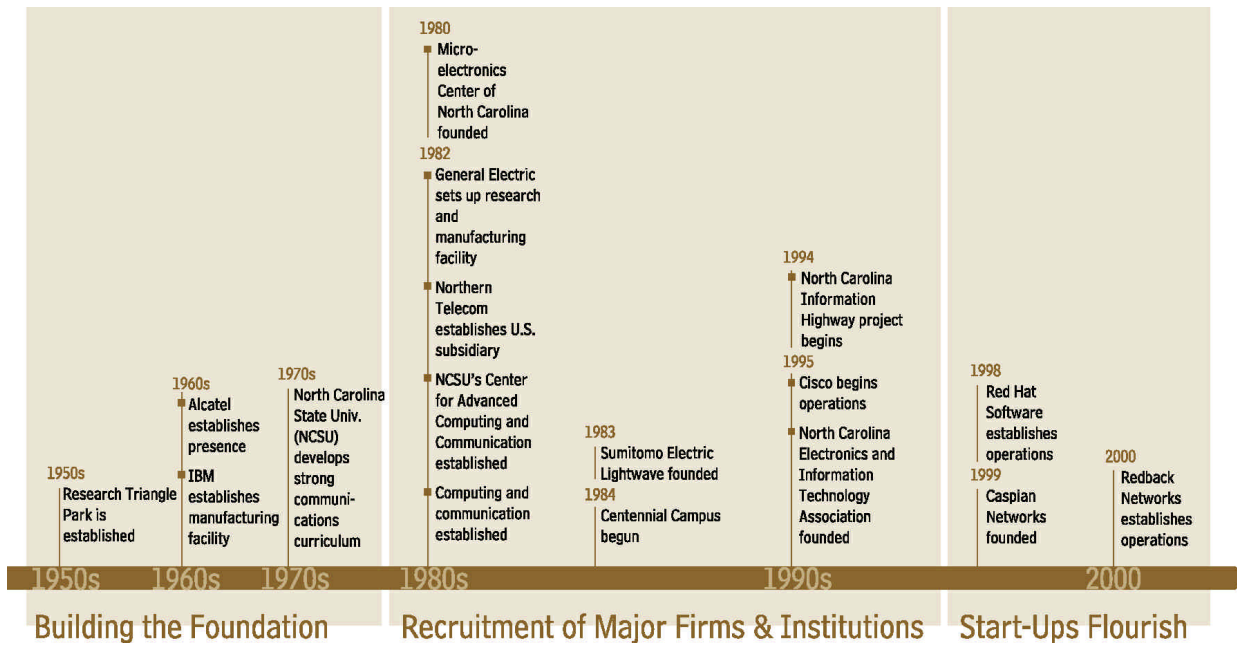 1950s
Research Triangle
Park is
established
1960s
Alcatel
establishes
presence
IBM
establishes
manufacturing
facility
1970s
North Carolina
State Univ.
(NCSU)
develops
strong
communi-
cations
curriculum
1980
Micro-
electronics
Center of
North Carolina
founded
1982
General Electric
sets up research
and
manufacturing
facility
Northern
Telecom
establishes U.S.
subsidiary
NCSU's Center
for Advanced
Computing and
Communication
established
Computing and
communication
established
1983
Sumitomo Electric
Lightwave founded
1984
Centennial Campus
begun
1994
North Carolina
Information
Highway project
begins
1995
Cisco begins
operations
North Carolina
Electronics and
Information
Technology
Association
founded
1998
Red Hat
Software
establishes
operations
1999
Caspian
Networks
founded
2000
Redback
Networks
establishes
operations
1950s 1960s 1970s 1980s 1990s 2000
Building the Foundation Recruitment of Major Firms & Institutions Start-Ups Flourish